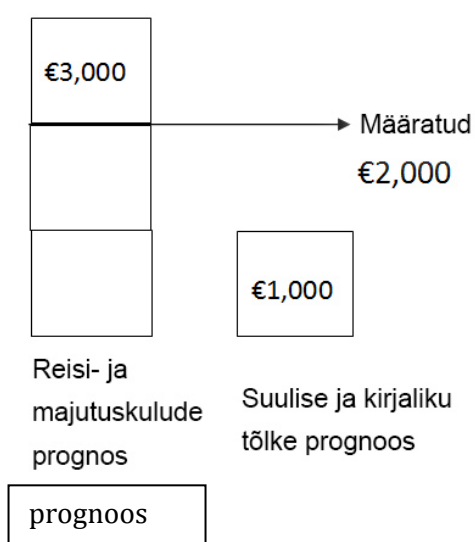 €3,000
Määratud
€2,000
€1,000
Reisi- ja
majutuskulude
prognos
Suulise ja kirjaliku
tõlke prognoos
prognoos